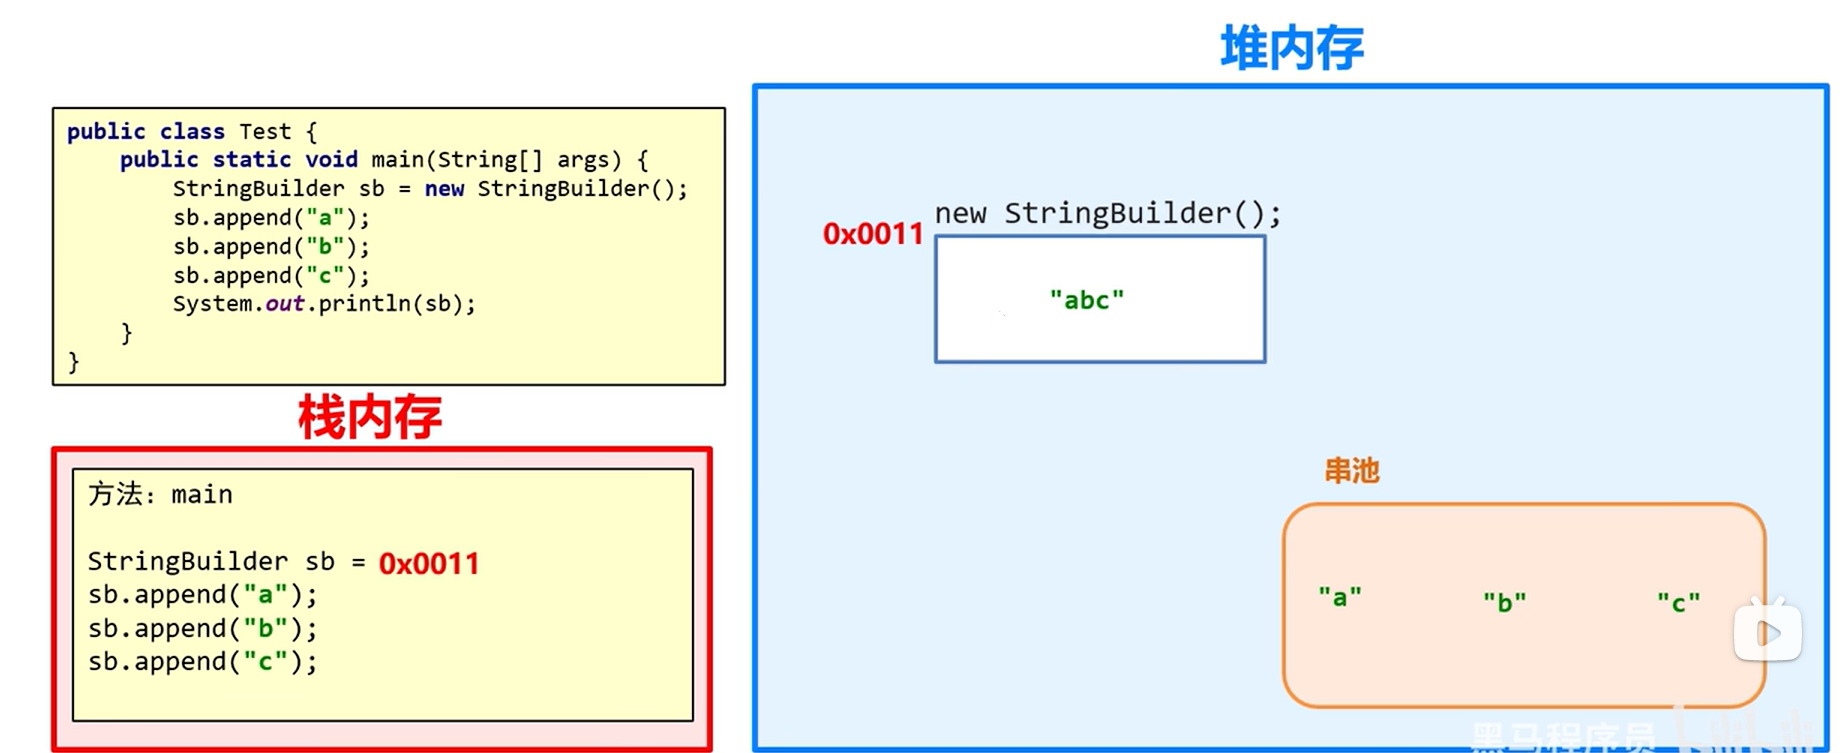 堆内存
public class Test {
    public static void main(String[] args) {
        StringBuilder sb = new StringBuilder();
        sb.append("a");
        sb.append("b");
        sb.append("c");
        System.out.println(sb);
    }
}
new StringBuilder();
0x0011
"abc"
栈内存
方法：main
StringBuilder sb = 0x0011
sb.append("a");
sb.append("b");
sb.append("c");
串池
"a" "b" "c"
黑马程序员